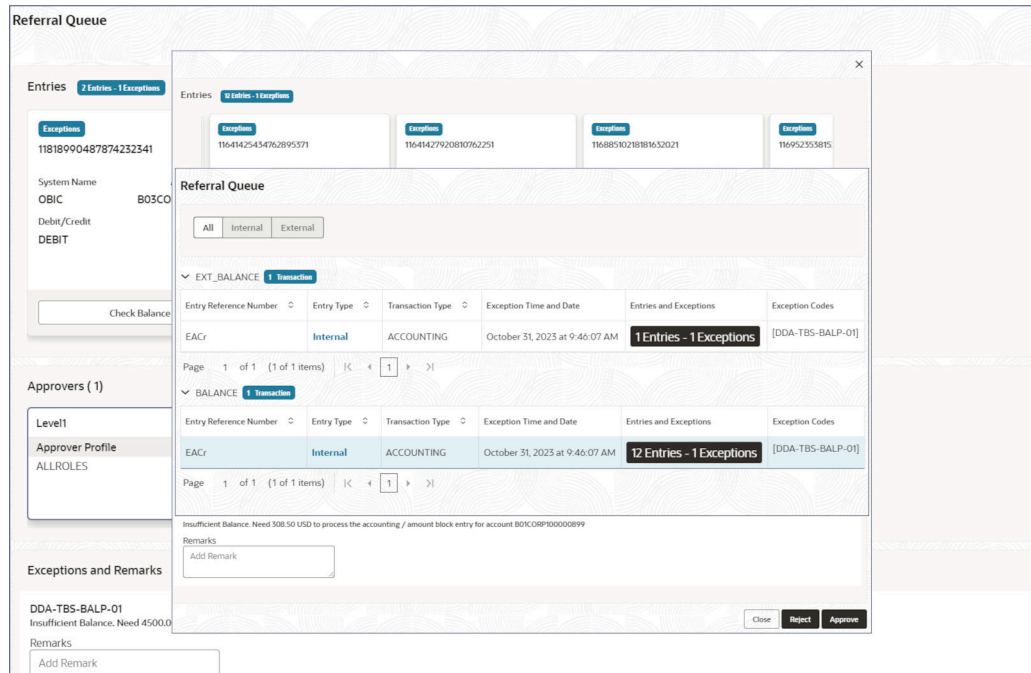 Referral Queue
Entries 2 Entries - 1 Exceptions
Exceptions
11818990487874232341
System Name
OBIC B03CO
Debit/Credit
DEBIT
Check Balance
Approvers ( 1)
Level1
Approver Profile
ALLROLES
Exceptions and Remarks
DDA-TBS-BALP-01
Insufficient Balance. Need 4500.0
Remarks
Add Remark
Entries 12 Entries - 1 Exceptions
Exceptions Exceptions Exceptions Exceptions
11641425434762895371 11641427920810762251 11688510218181632021 116952353815
Referral Queue
All Internal External
EXT_BALANCE 1 Transaction
Entry Reference Number Entry Type Transaction Type Exception Time and Date Entries and Exceptions Exception Codes
EACr Internal ACCOUNTING October 31, 2023 at 9:46:07 AM 1 Entries - 1 Exceptions [DDA-TBS-BALP-01]
Page 1 of 1 (1 of 1 items) 1
BALANCE 1 Transaction
Entry Reference Number Entry Type Transaction Type Exception Time and Date Entries and Exceptions Exception Codes
EACr Internal ACCOUNTING October 31, 2023 at 9:46:07 AM 12 Entries - 1 Exceptions [DDA-TBS-BALP-01]
Page 1 of 1 (1 of 1 items) 1
Insufficient Balance. Need 308.50 USD to process the accounting / amount block entry for account B01CORP100000899
Remarks
Add Remark
Close Reject Approve